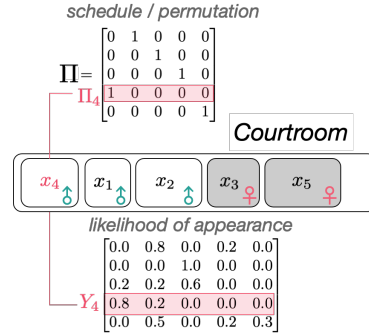 schedule / permutation
0 1 0 0 0
0 0 1 0 0
Π=
0 0 0 1 0
Π₄ 1 0 0 0 0
0 0 0 0 1
Courtroom
x₄ ♂ x₁ ♂ x₂ ♂ x₃ ♀ x₅ ♀
likelihood of appearance
0.0 0.8 0.0 0.2 0.0
0.0 0.0 1.0 0.0 0.0
0.2 0.2 0.6 0.0 0.0
Y₄ 0.8 0.2 0.0 0.0 0.0
0.0 0.5 0.0 0.2 0.3